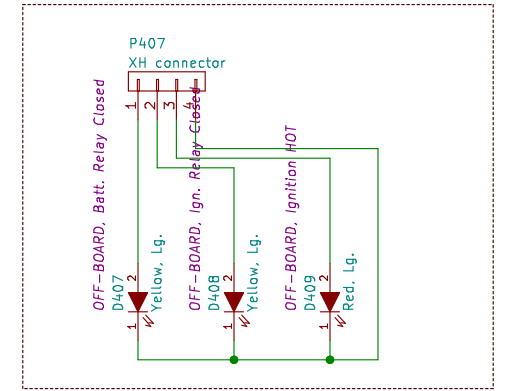 P407
XH connector
1
2
3
4
OFF-BOARD, Batt. Relay Closed
D407
2
1
Yellow, Lg.
OFF-BOARD, Ign. Relay Closed
D408
2
1
Yellow, Lg.
OFF-BOARD, Ignition HOT
D409
2
1
Red, Lg.